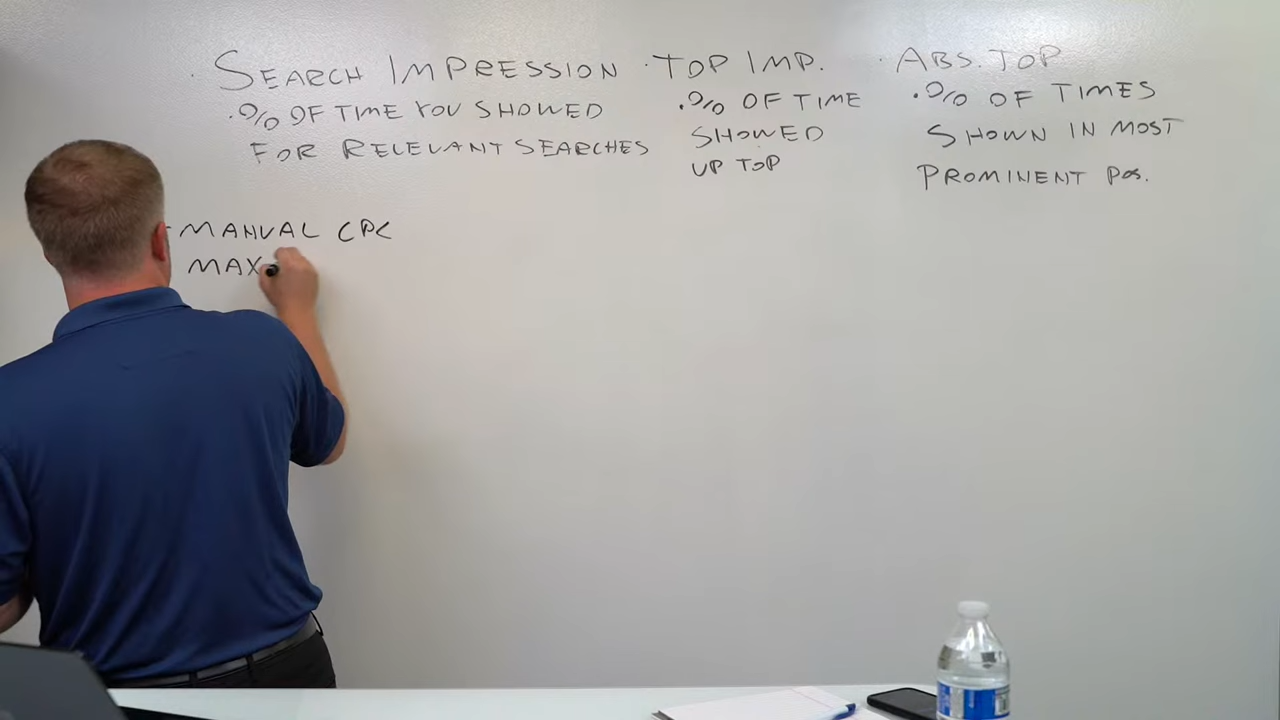 · SEARCH IMPRESSION
· % OF TIME YOU SHOWED
FOR RELEVANT SEARCHES
· TOP IMP.
· % OF TIME
SHOWED
UP TOP
· ABS. TOP
· % OF TIMES
SHOWN IN MOST
PROMINENT POS.
- MANUAL CPC
MAX